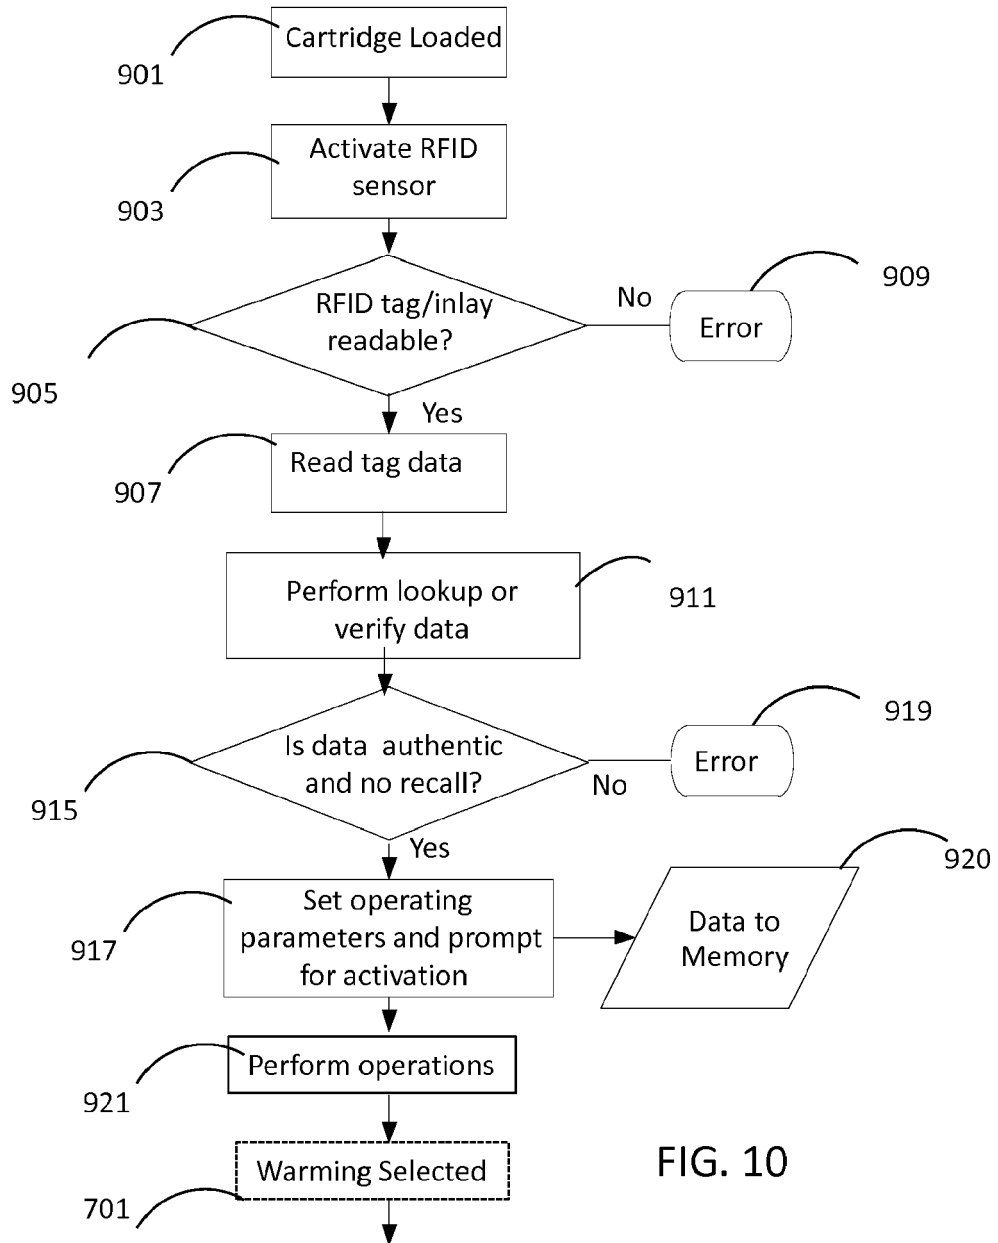 Cartridge Loaded
901
Activate RFID
sensor
903
RFID tag/inlay
readable?
No
Error
909
905
Yes
Read tag data
907
Perform lookup or
verify data
911
Is data authentic
and no recall?
No
Error
919
915
Yes
Set operating
parameters and prompt
for activation
917
Data to
Memory
920
Perform operations
921
Warming Selected
701
FIG. 10